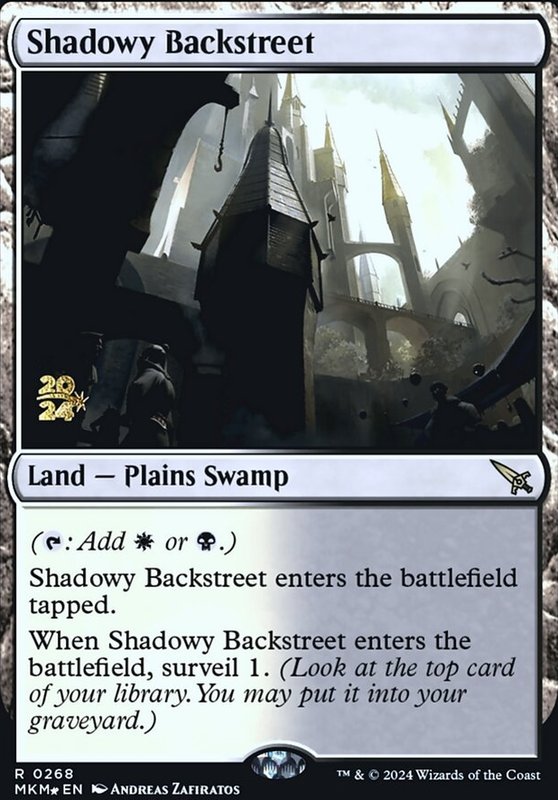 Shadowy Backstreet
20
24
Land — Plains Swamp
(: Add or .)
Shadowy Backstreet enters the battlefield
tapped.
When Shadowy Backstreet enters the
battlefield, surveil 1. (Look at the top card
of your library. You may put it into your
graveyard.)
R 0268
MKM★EN Andreas Zafiratos
™ & © 2024 Wizards of the Coast